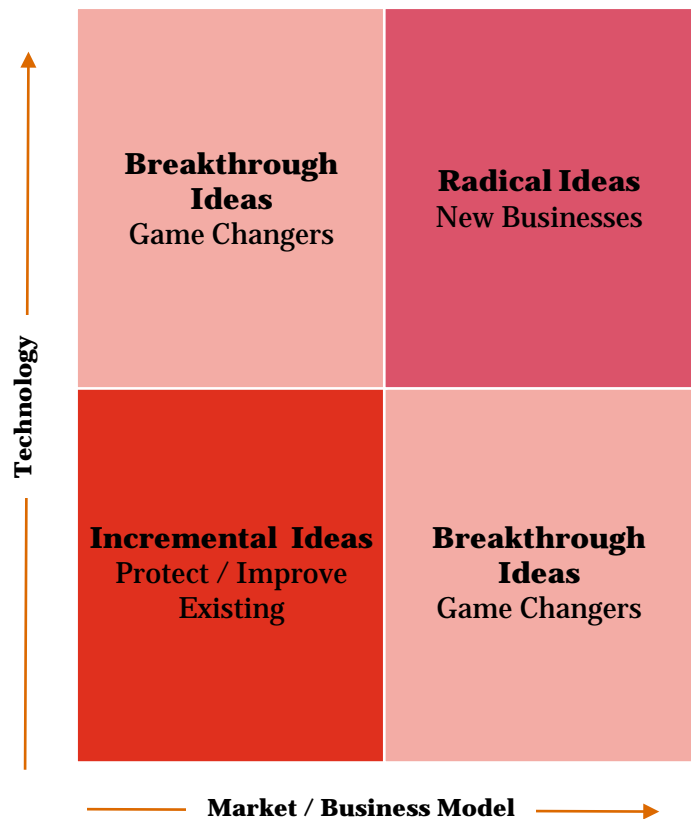 Breakthrough
Ideas
Game Changers
Radical Ideas
New Businesses
Technology
Incremental Ideas
Protect / Improve
Existing
Breakthrough
Ideas
Game Changers
Market / Business Model